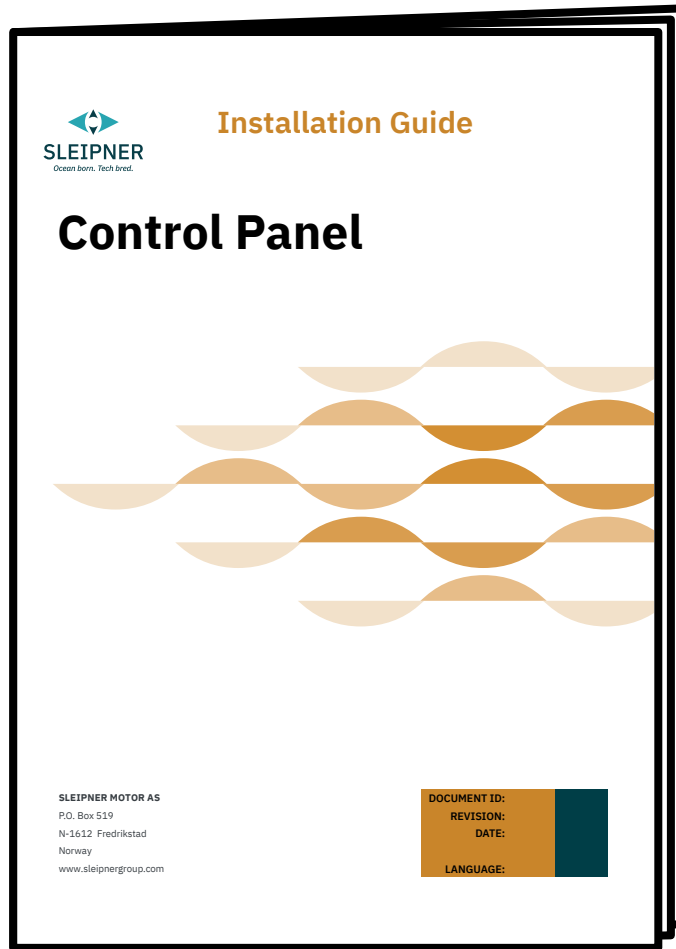 Installation Guide
SLEIPNER
Ocean born. Tech bred.
Control Panel
SLEIPNER MOTOR AS
P.O. Box 519
N-1612 Fredrikstad
Norway
www.sleipnergroup.com
DOCUMENT ID:
REVISION:
DATE:
LANGUAGE: